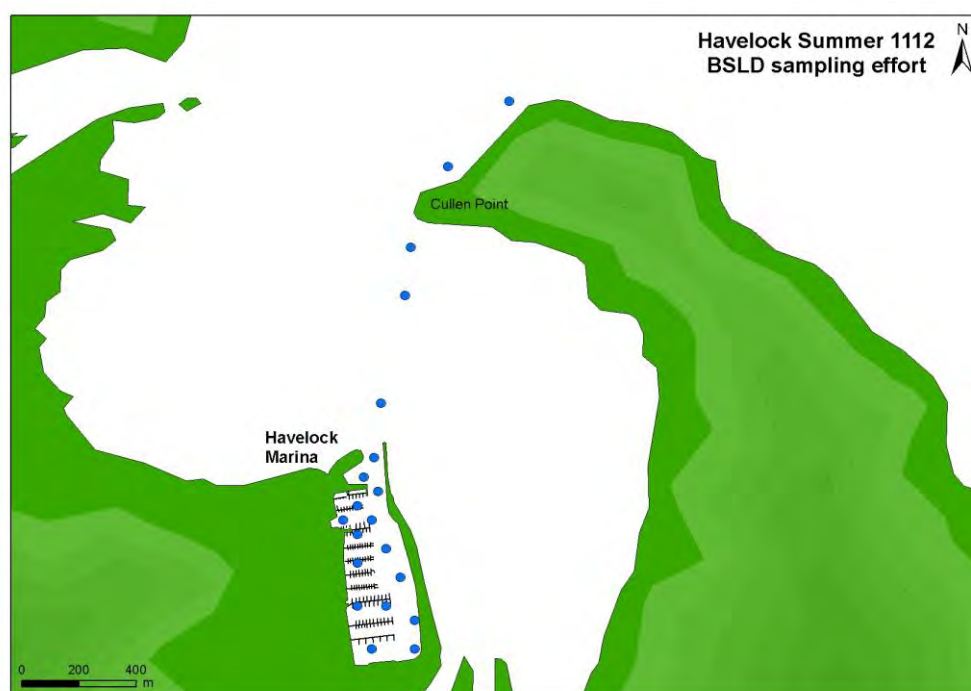 Havelock Summer 1112
BSLD sampling effort
N
Cullen Point
Havelock
Marina
0 200 400
m